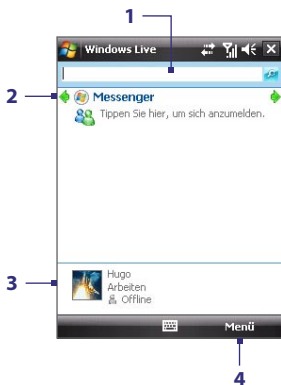 1
Windows Live
2
Messenger
Tippen Sie hier, um sich anzumelden.
3
Hugo
Arbeiten
Offline
Menü
4